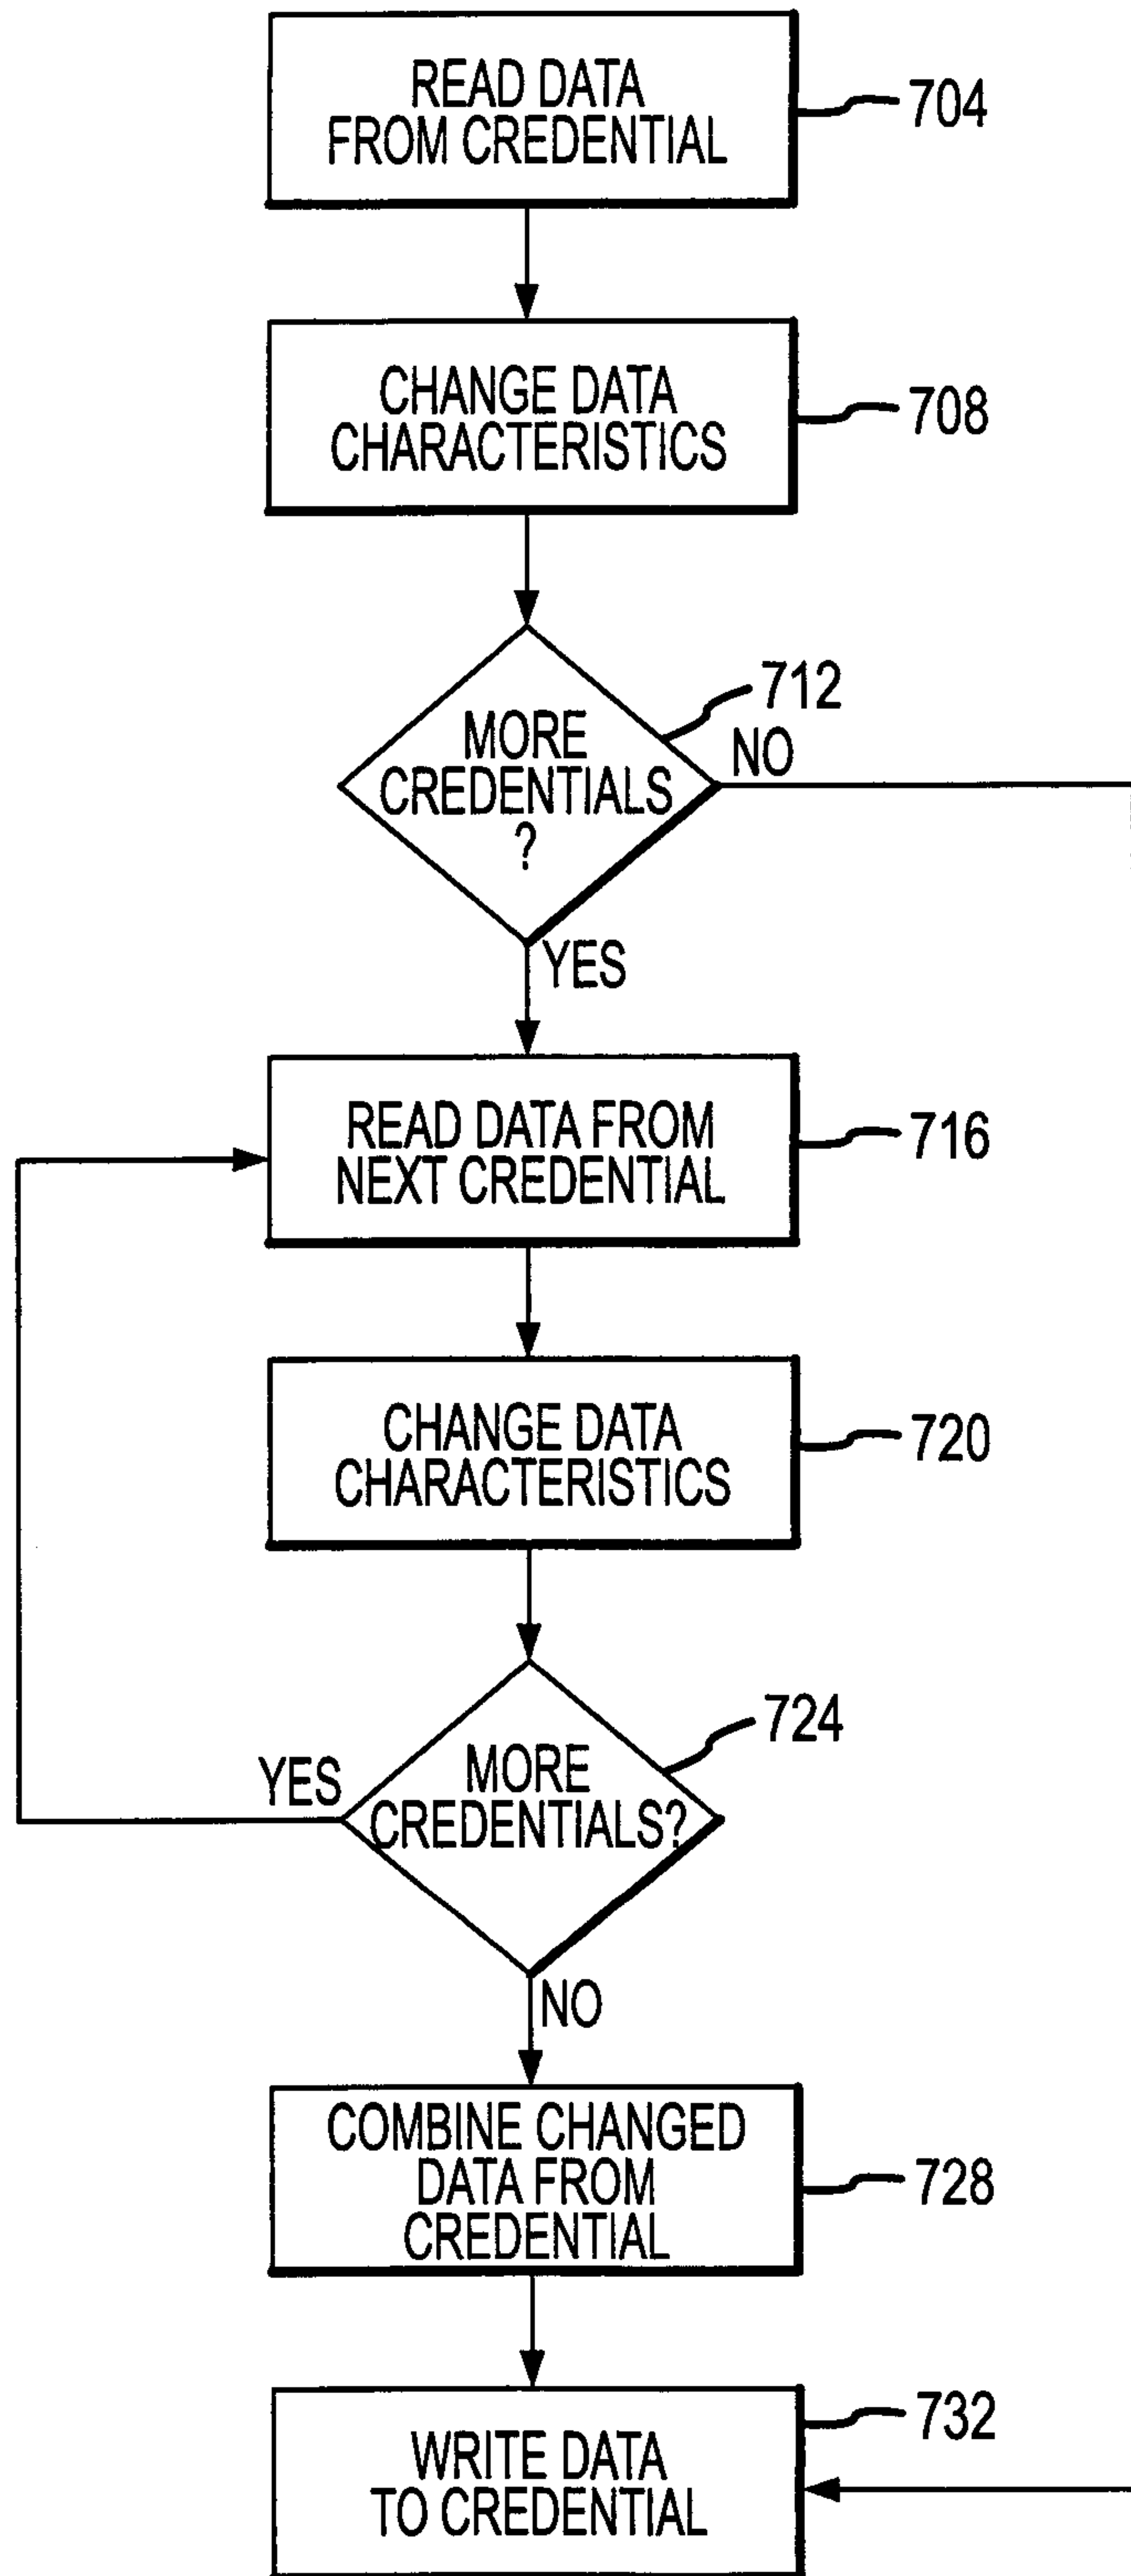 READ DATA
FROM CREDENTIAL
704
CHANGE DATA
CHARACTERISTICS
708
712
MORE
CREDENTIALS
?
NO
YES
READ DATA FROM
NEXT CREDENTIAL
716
CHANGE DATA
CHARACTERISTICS
720
724
MORE
CREDENTIALS?
YES
NO
COMBINE CHANGED
DATA FROM
CREDENTIAL
728
732
WRITE DATA
TO CREDENTIAL